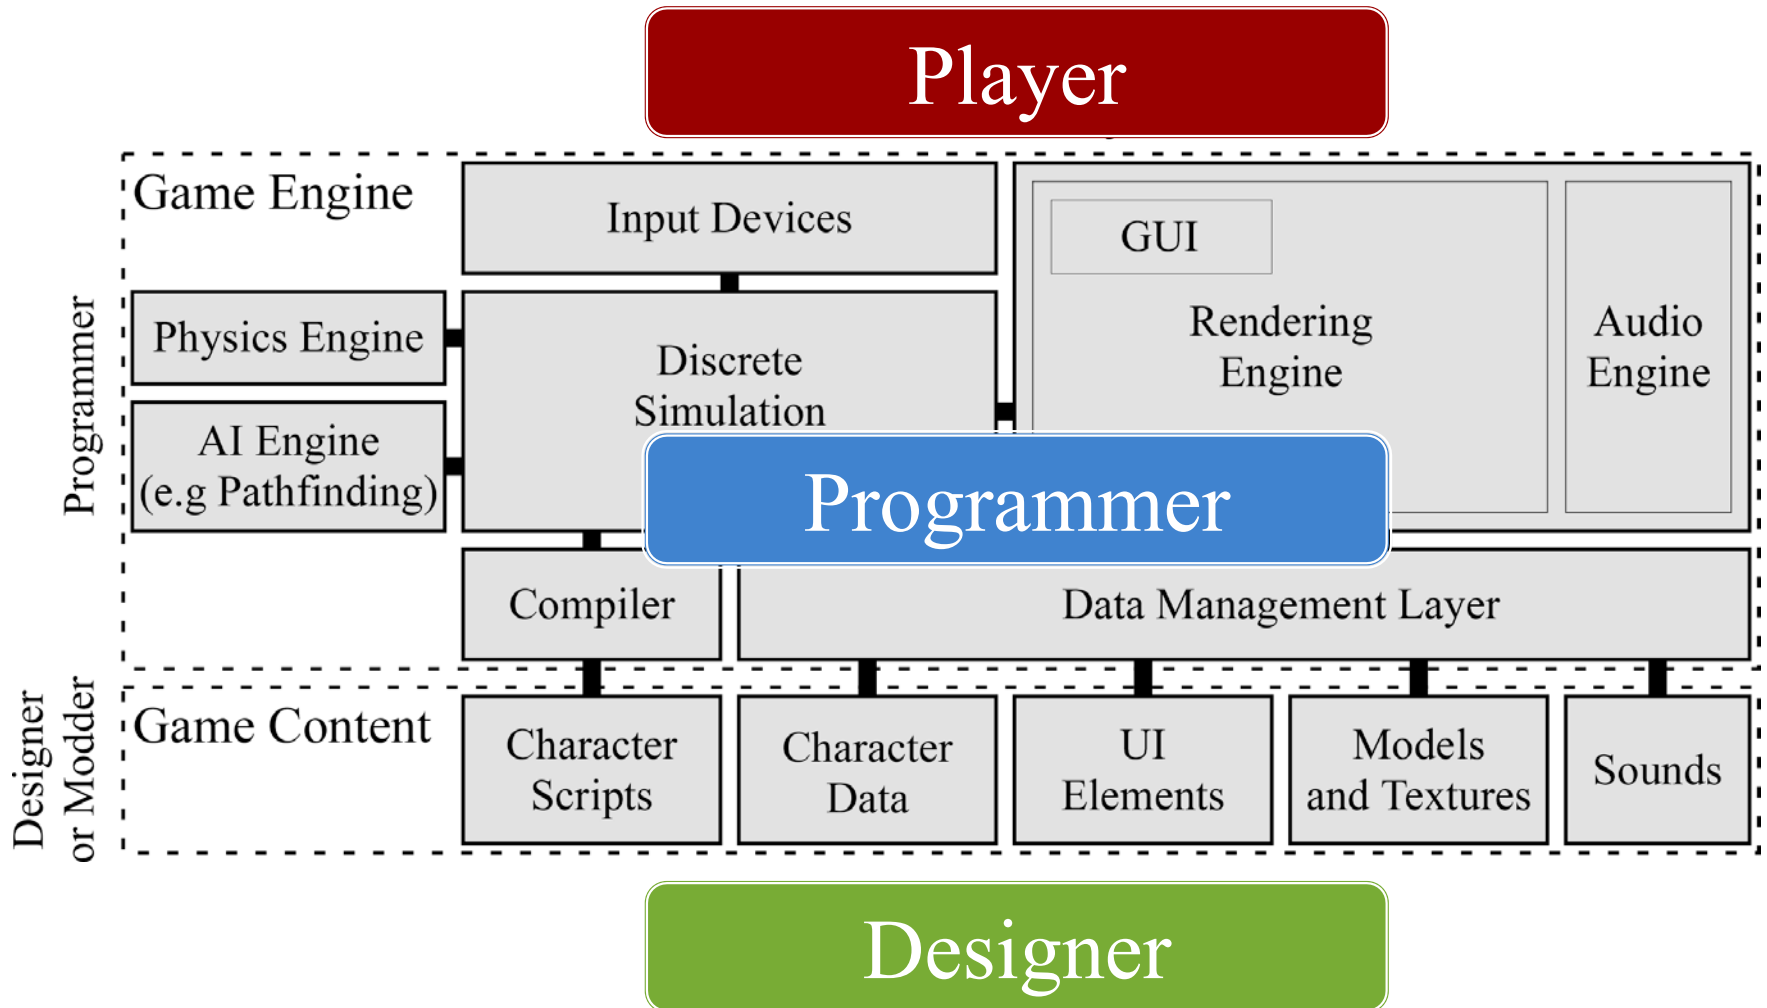 Player
Game Engine
Input Devices
GUI
Rendering
Engine
Audio
Engine
Physics Engine
Discrete
Simulation
AI Engine
(e.g Pathfinding)
Programmer
Programmer
Compiler
Data Management Layer
Designer
or Modder
Game Content
Character
Scripts
Character
Data
UI
Elements
Models
and Textures
Sounds
Designer